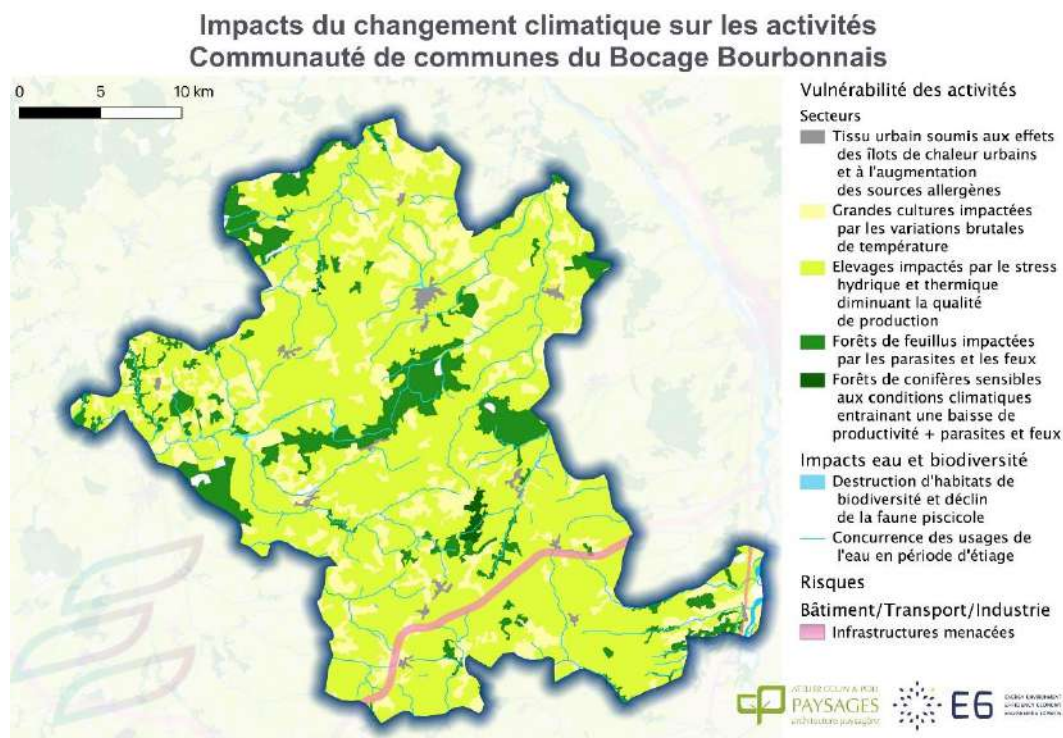 Impacts du changement climatique sur les activités
Communauté de communes du Bocage Bourbonnais
0 5 10 km
Vulnérabilité des activités
Secteurs
Tissu urbain soumis aux effets
des îlots de chaleur urbains
et à l'augmentation
des sources allergènes
Grandes cultures impactées
par les variations brutales
de température
Elevages impactés par le stress
hydrique et thermique
diminuant la qualité
de production
Forêts de feuillus impactées
par les parasites et les feux
Forêts de conifères sensibles
aux conditions climatiques
entrainant une baisse de
productivité + parasites et feux
Impacts eau et biodiversité
Destruction d'habitats de
biodiversité et déclin
de la faune piscicole
Concurrence des usages de
l'eau en période d'étiage
Risques
Bâtiment/Transport/Industrie
Infrastructures menacées
PAYSAGES
architecture paysagère
E6